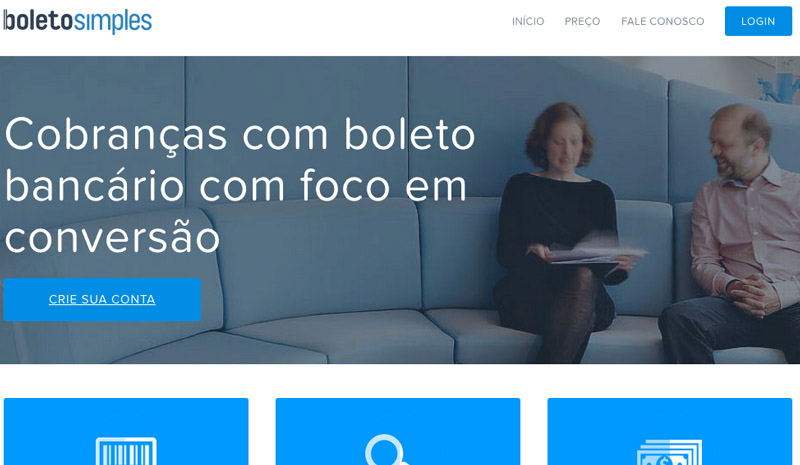 boletosimples
INÍCIO PREÇO FALE CONOSCO LOGIN
Cobranças com boleto
bancário com foco em
conversão
CRIE SUA CONTA